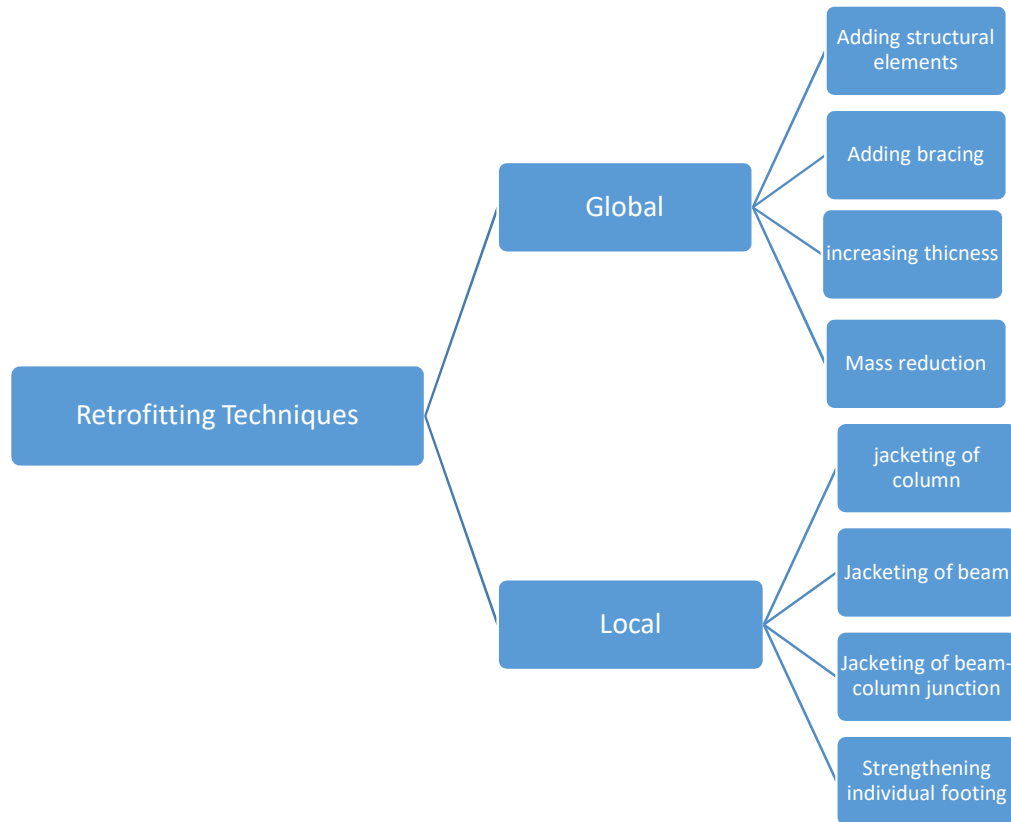 Retrofitting Techniques
Global
Adding structural
elements
Adding bracing
increasing thicness
Mass reduction
Local
jacketing of
column
Jacketing of beam
Jacketing of beam-
column junction
Strengthening
individual footing